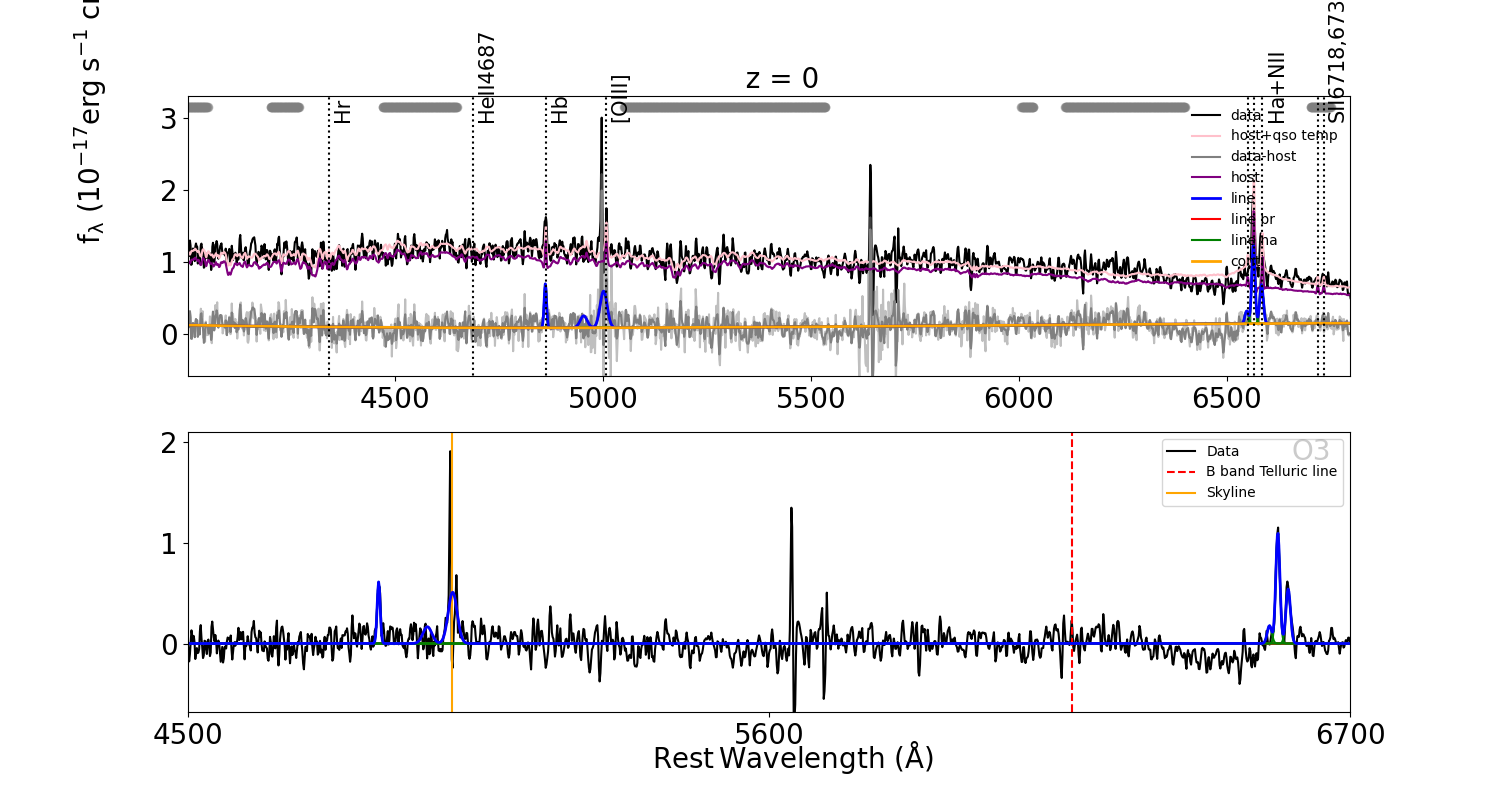 z = 0
f_λ (10^−17 erg s^−1
Hr
HeII4687
Hb
[OIII]
Ha+NII
SII6718,673
data
host+qso temp
data-host
host
line
line br
line na
3
2
1
0
4500
5000
5500
6000
6500
O3
Data
B band Telluric line
Skyline
2
1
0
4500
5600
6700
Rest Wavelength (Å)